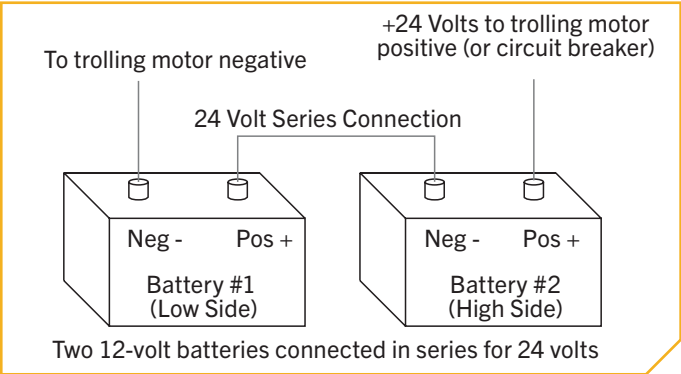 +24 Volts to trolling motor
positive (or circuit breaker)
To trolling motor negative
24 Volt Series Connection
Neg - Pos +
Battery #1
(Low Side)
Neg - Pos +
Battery #2
(High Side)
Two 12-volt batteries connected in series for 24 volts